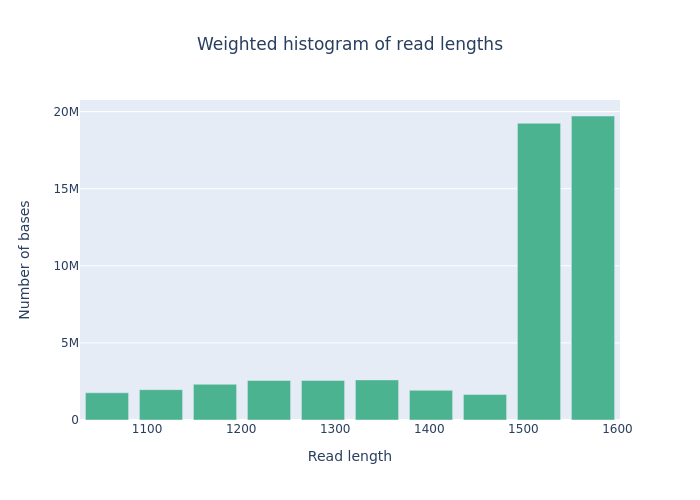 Weighted histogram of read lengths
20M
15M
10M
5M
0
Number of bases
1100 1200 1300 1400 1500 1600
Read length